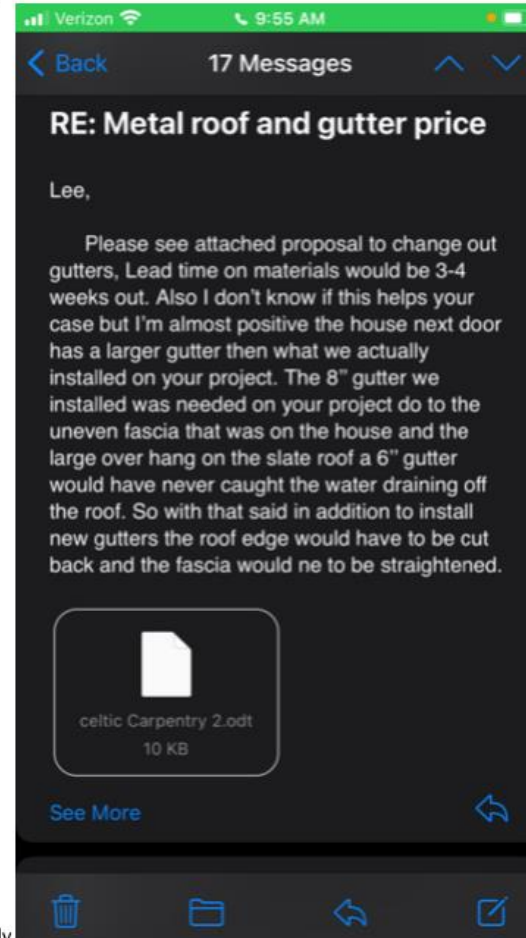 Verizon 9:55 AM
Back 17 Messages
RE: Metal roof and gutter price
Lee,
Please see attached proposal to change out
gutters, Lead time on materials would be 3-4
weeks out. Also I don't know if this helps your
case but I'm almost positive the house next door
has a larger gutter then what we actually
installed on your project. The 8" gutter we
installed was needed on your project do to the
uneven fascia that was on the house and the
large over hang on the slate roof a 6" gutter
would have never caught the water draining off
the roof. So with that said in addition to install
new gutters the roof edge would have to be cut
back and the fascia would ne to be straightened.
celtic Carpentry 2.odt
10 KB
See More